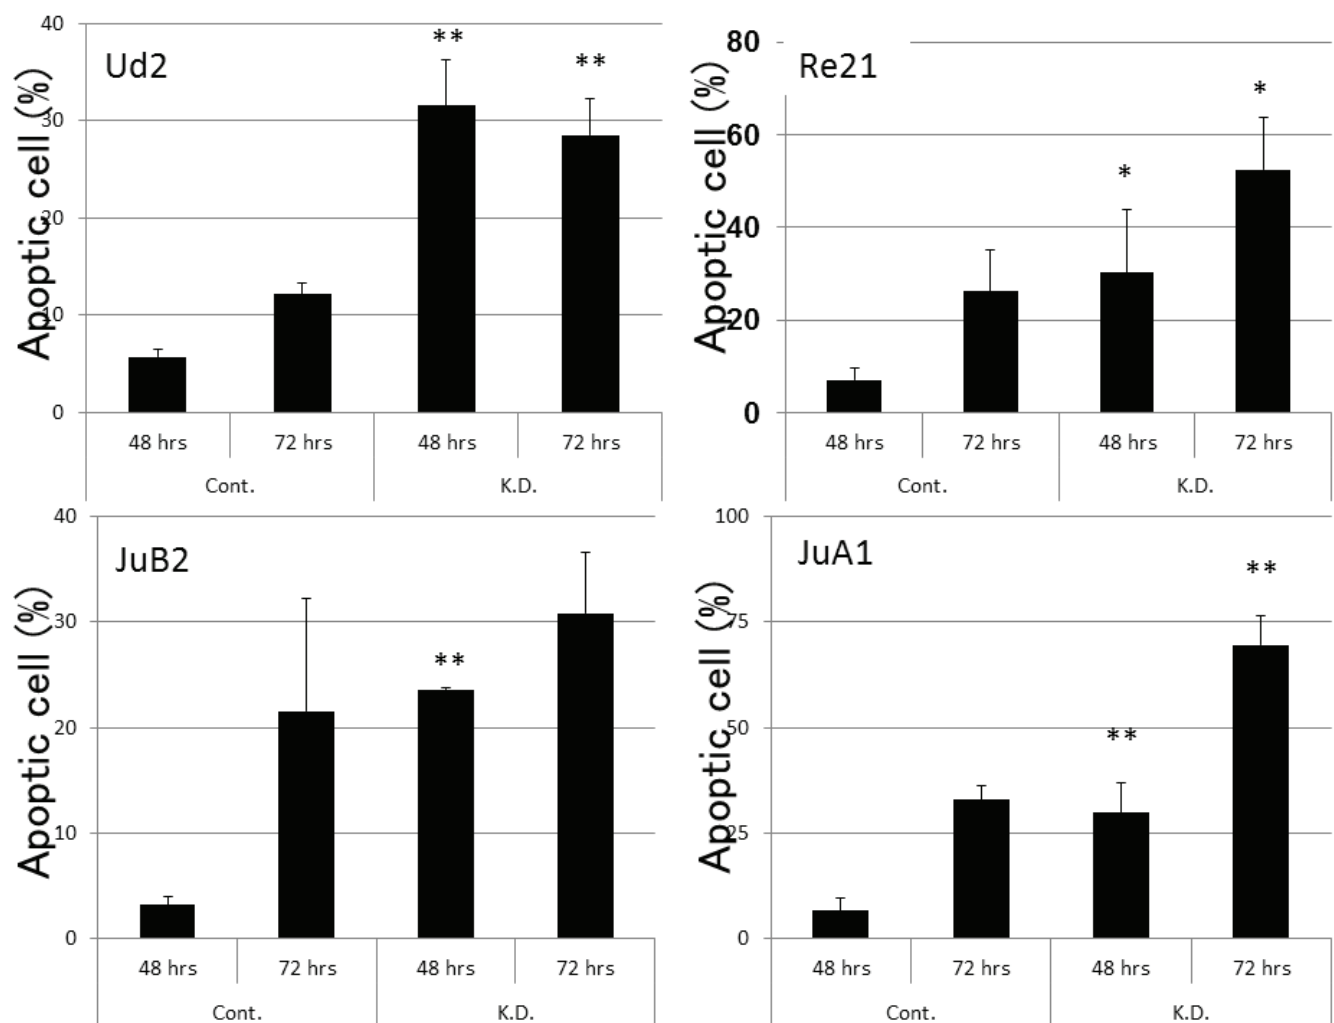 Ud2
Apoptic cell (%)
40
30
20
10
0
**
**
48 hrs 72 hrs 48 hrs 72 hrs
Cont. K.D.
Re21
Apoptic cell (%)
80
60
40
20
0
*
*
48 hrs 72 hrs 48 hrs 72 hrs
Cont. K.D.
JuB2
Apoptic cell (%)
40
30
20
10
0
**
48 hrs 72 hrs 48 hrs 72 hrs
Cont. K.D.
JuA1
Apoptic cell (%)
100
75
50
25
0
**
**
48 hrs 72 hrs 48 hrs 72 hrs
Cont. K.D.